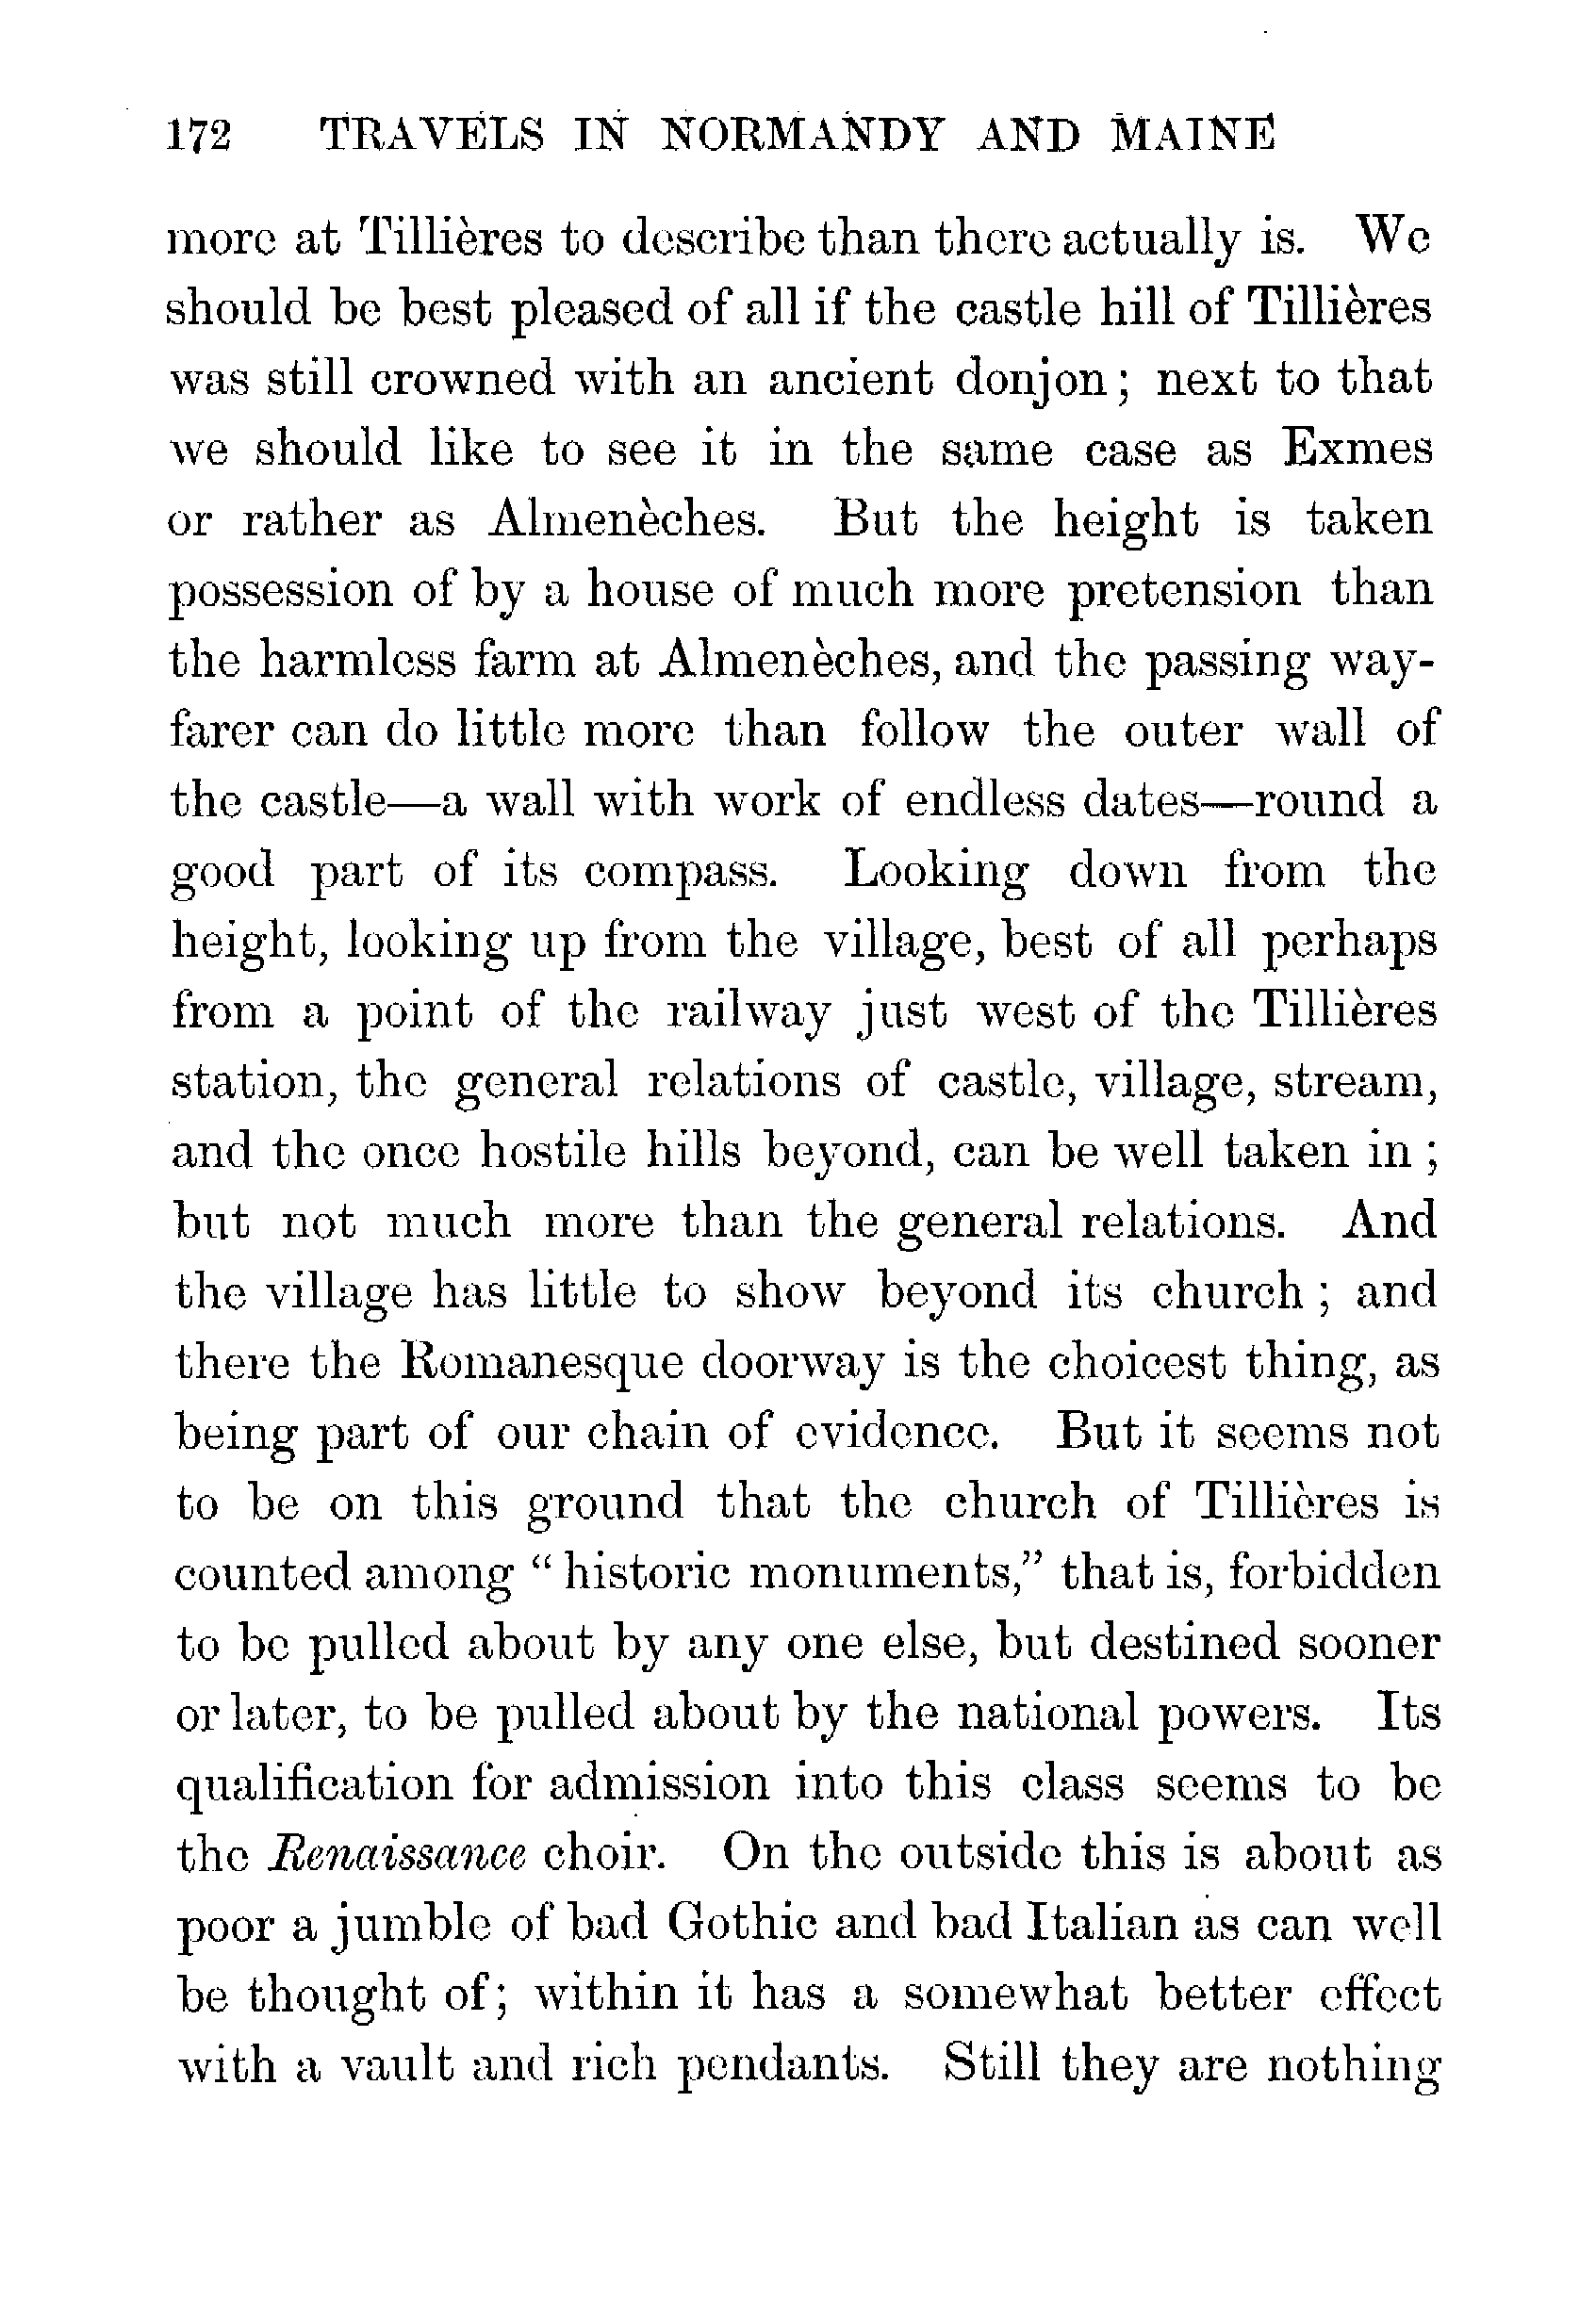 172 TRAVELS IN NORMANDY AND MAINE
more at Tillières to describe than there actually is. We
should be best pleased of all if the castle hill of Tillières
was still crowned with an ancient donjon; next to that
we should like to see it in the same case as Exmes
or rather as Almenèches. But the height is taken
possession of by a house of much more pretension than
the harmless farm at Almenèches, and the passing way-
farer can do little more than follow the outer wall of
the castle—a wall with work of endless dates—round a
good part of its compass. Looking down from the
height, looking up from the village, best of all perhaps
from a point of the railway just west of the Tillières
station, the general relations of castle, village, stream,
and the once hostile hills beyond, can be well taken in ;
but not much more than the general relations. And
the village has little to show beyond its church ; and
there the Romanesque doorway is the choicest thing, as
being part of our chain of evidence. But it seems not
to be on this ground that the church of Tillières is
counted among "historic monuments," that is, forbidden
to be pulled about by any one else, but destined sooner
or later, to be pulled about by the national powers. Its
qualification for admission into this class seems to be
the Renaissance choir. On the outside this is about as
poor a jumble of bad Gothic and bad Italian as can well
be thought of; within it has a somewhat better effect
with a vault and rich pendants. Still they are nothing